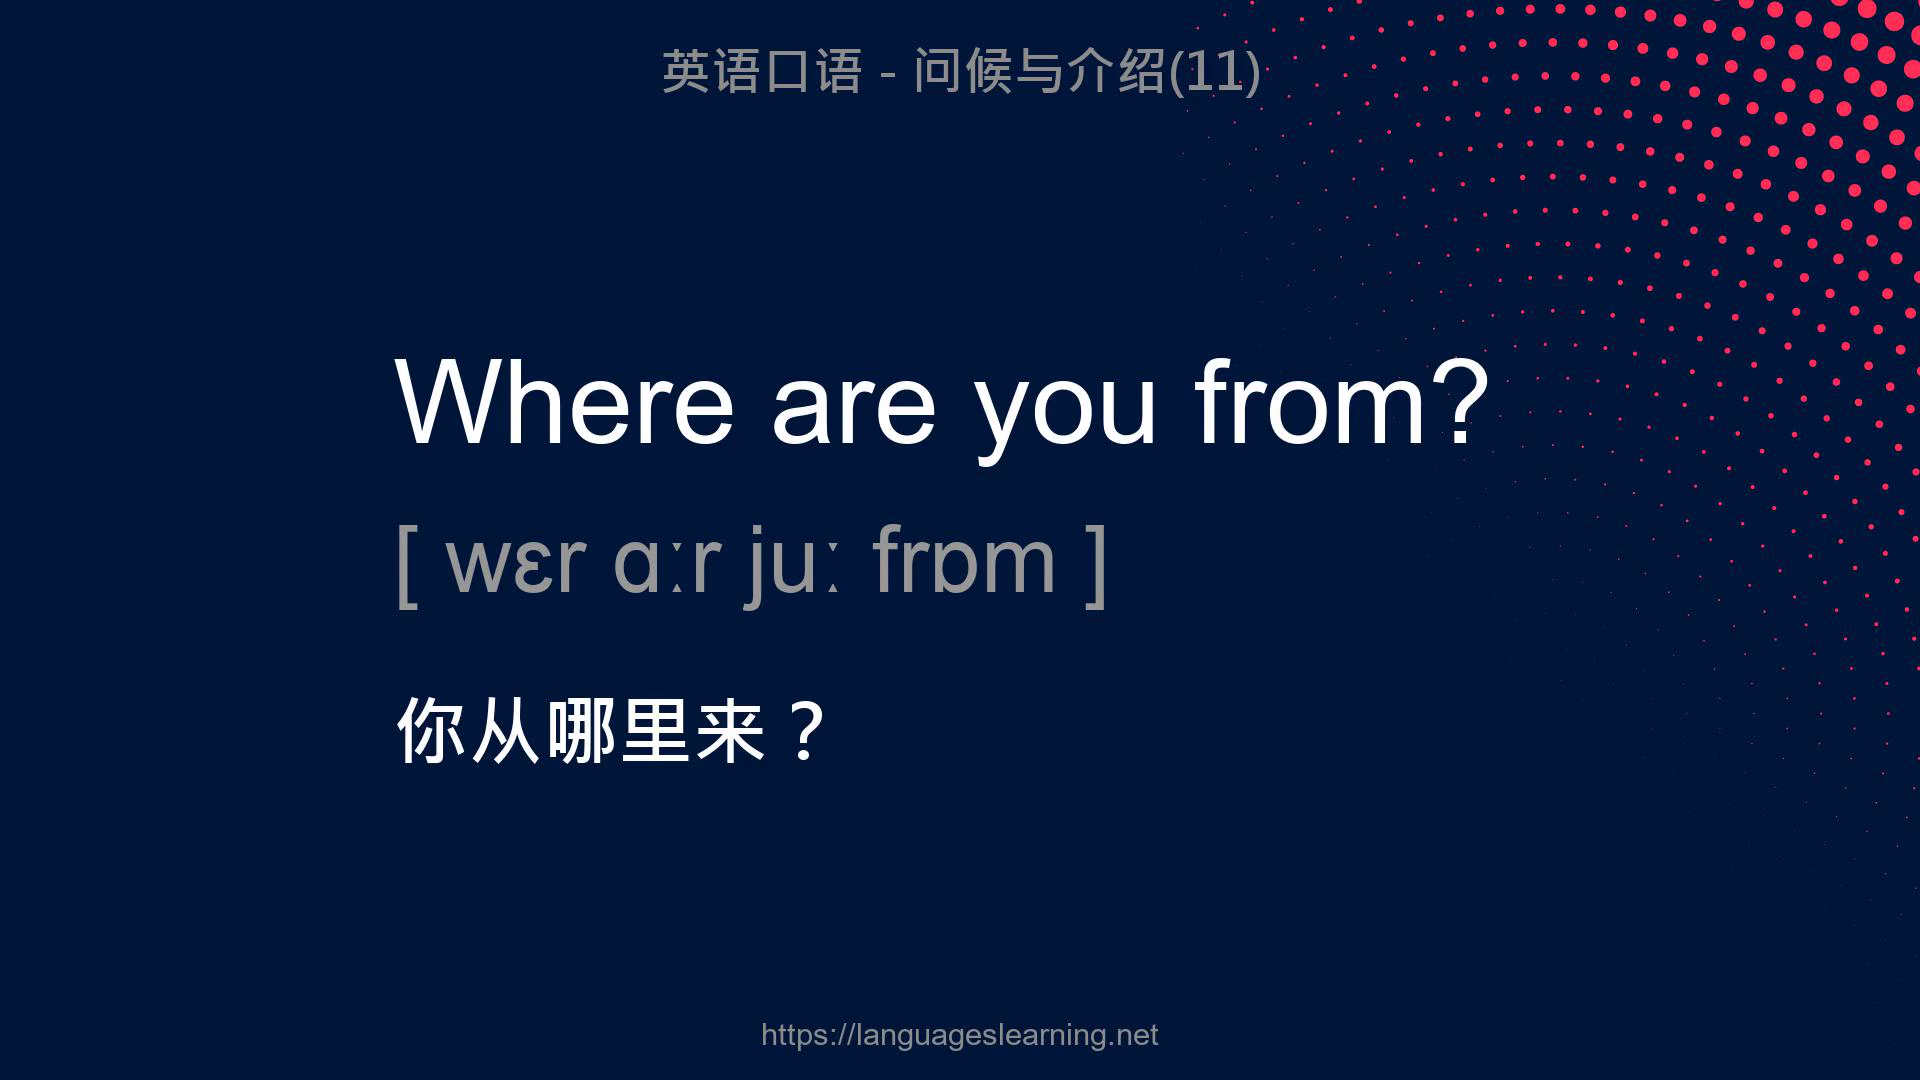 英语口语 - 问候与介绍(11)
Where are you from?
[ wɛr ɑːr juː frɒm ]
你从哪里来？
https://languageslearning.net